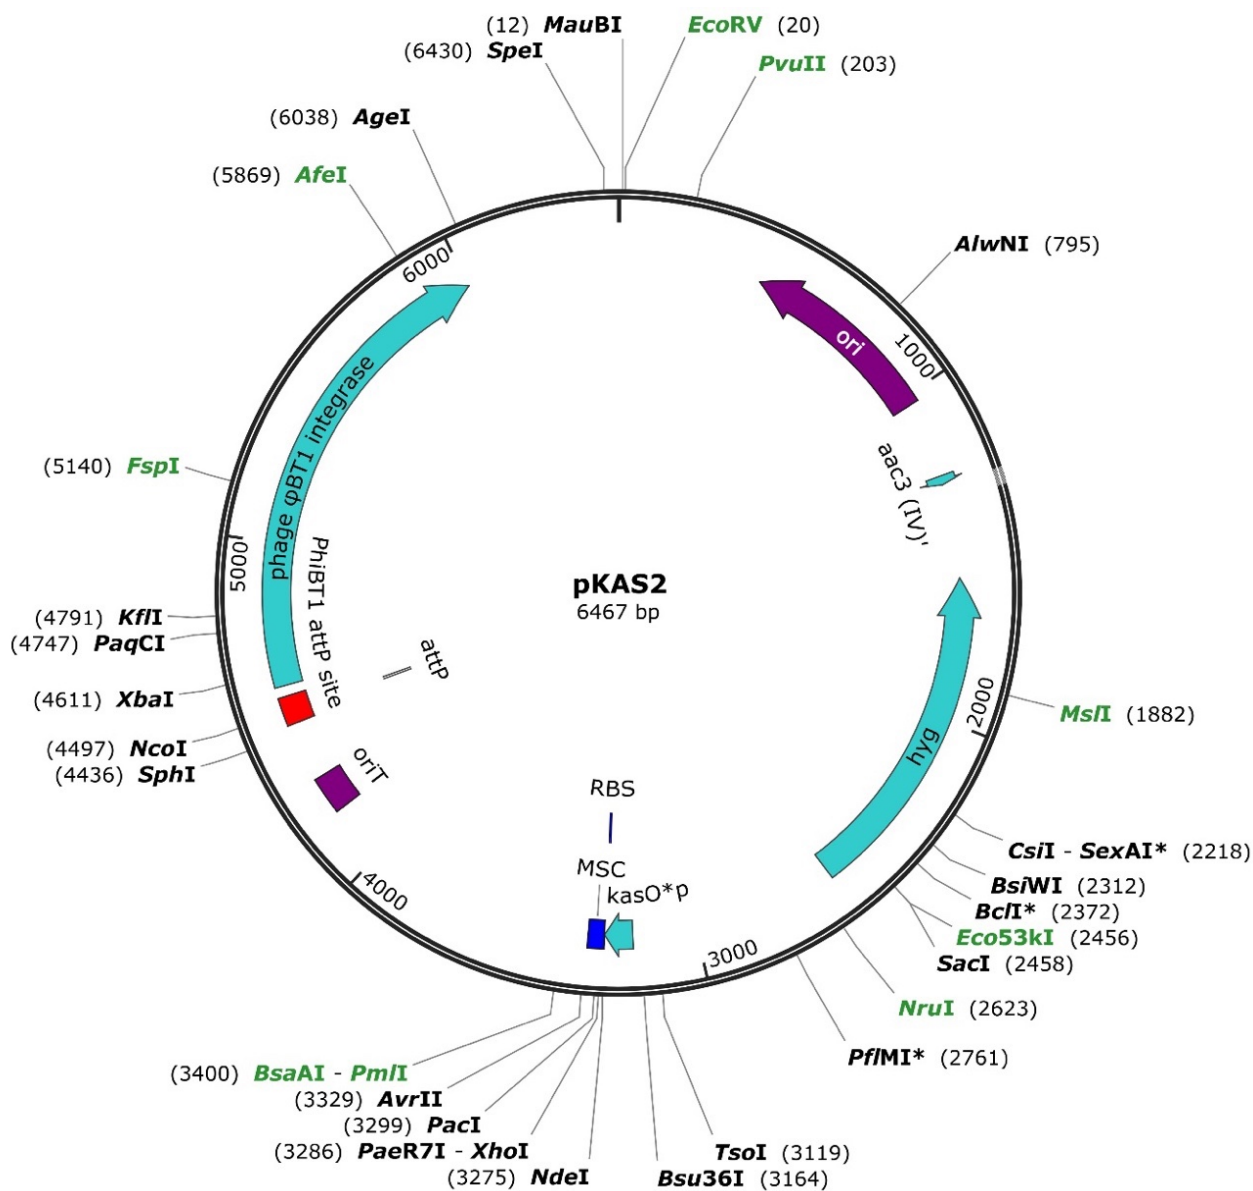 (12) MauBI
EcoRV (20)
(6430) SpeI
PvuII (203)
(6038) AgeI
(5869) AfeI
AlwNI (795)
6000
1000
ori
phage φBT1 integrase
aac3 (IV)'
(5140) FspI
5000
PhiBT1 attP site
pKAS2
6467 bp
(4791) KflI
(4747) PaqCI
attP
(4611) XbaI
2000
MslI (1882)
hyg
(4497) NcoI
(4436) SphI
oriT
RBS
CsiI - SexAI* (2218)
MSC
kasO*p
BsiWI (2312)
4000
BclI* (2372)
Eco53kI (2456)
3000
SacI (2458)
NruI (2623)
PflMI* (2761)
(3400) BsaAI - PmlI
(3329) AvrII
(3299) PacI
(3286) PaeR7I - XhoI
TsoI (3119)
(3275) NdeI
Bsu36I (3164)